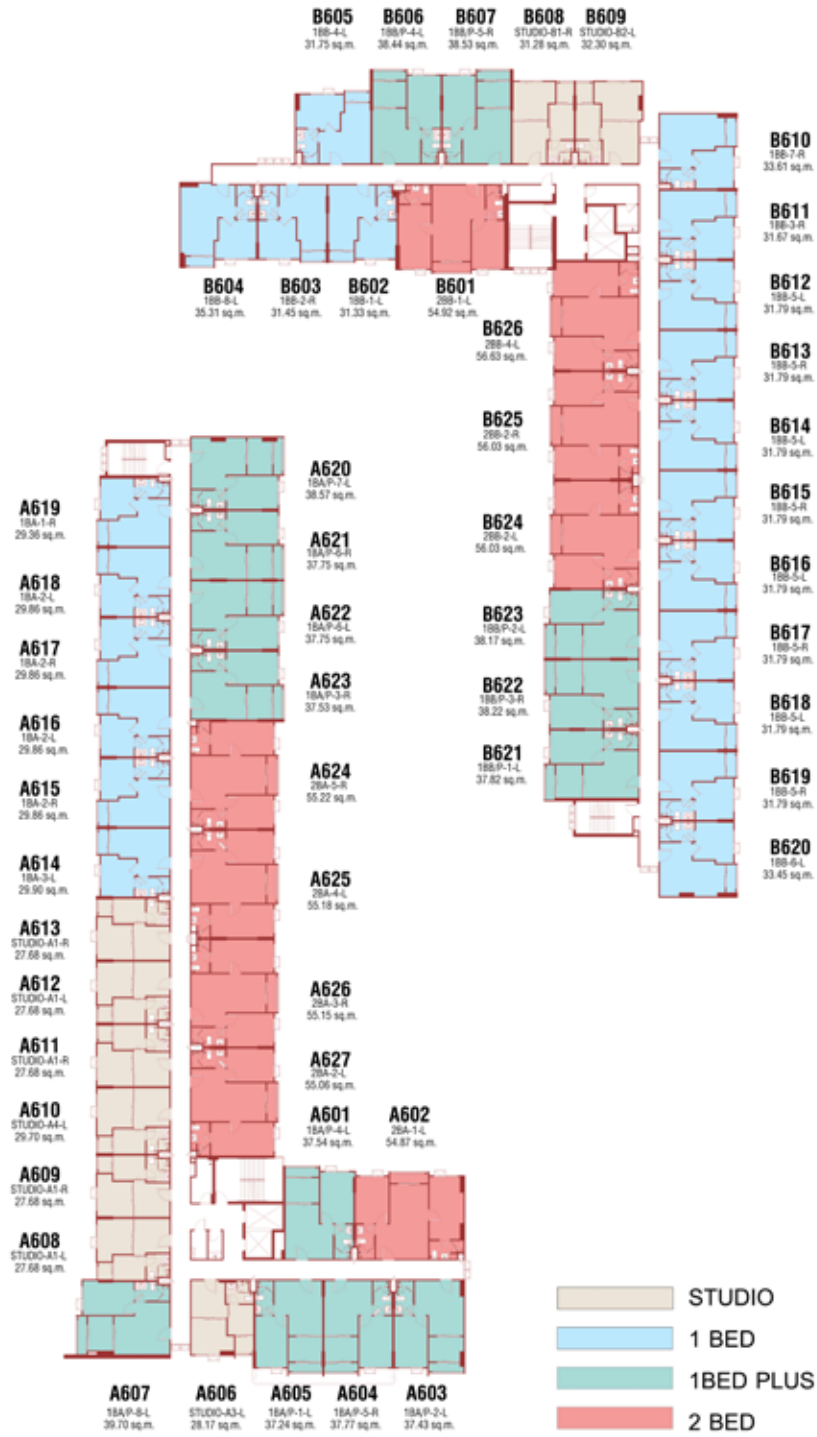 B605
1BB-4-L
31.75 sq.m.
B606
1BB/P-4-L
38.44 sq.m.
B607
1BB/P-5-R
38.53 sq.m.
B608
STUDIO-B1-R
31.28 sq.m.
B609
STUDIO-B2-L
32.30 sq.m.
B610
1BB-7-R
33.61 sq.m.
B611
1BB-3-R
31.67 sq.m.
B612
1BB-5-L
31.79 sq.m.
B613
1BB-5-R
31.79 sq.m.
B614
1BB-5-L
31.79 sq.m.
B615
1BB-5-R
31.79 sq.m.
B616
1BB-5-L
31.79 sq.m.
B617
1BB-5-R
31.79 sq.m.
B618
1BB-5-L
31.79 sq.m.
B619
1BB-5-R
31.79 sq.m.
B620
1BB-6-L
33.45 sq.m.
B604
1BB-8-L
35.31 sq.m.
B603
1BB-2-R
31.45 sq.m.
B602
1BB-1-L
31.33 sq.m.
B601
2BB-1-L
54.92 sq.m.
B626
2BB-4-L
56.63 sq.m.
B625
2BB-2-R
56.03 sq.m.
B624
2BB-2-L
56.03 sq.m.
B623
1BB/P-2-L
38.17 sq.m.
B622
1BB/P-3-R
38.22 sq.m.
B621
1BB/P-1-L
37.82 sq.m.
A619
1BA-1-R
29.36 sq.m.
A618
1BA-2-L
29.86 sq.m.
A617
1BA-2-R
29.86 sq.m.
A616
1BA-2-L
29.86 sq.m.
A615
1BA-2-R
29.86 sq.m.
A614
1BA-3-L
29.90 sq.m.
A613
STUDIO-A1-R
27.68 sq.m.
A612
STUDIO-A1-L
27.68 sq.m.
A611
STUDIO-A1-R
27.68 sq.m.
A610
STUDIO-A4-L
29.70 sq.m.
A609
STUDIO-A1-R
27.68 sq.m.
A608
STUDIO-A1-L
27.68 sq.m.
A620
1BA/P-7-L
38.57 sq.m.
A621
1BA/P-6-R
37.75 sq.m.
A622
1BA/P-6-L
37.75 sq.m.
A623
1BA/P-3-R
37.53 sq.m.
A624
2BA-5-R
55.22 sq.m.
A625
2BA-4-L
55.18 sq.m.
A626
2BA-3-R
55.15 sq.m.
A627
2BA-2-L
55.06 sq.m.
A601
1BA/P-4-L
37.54 sq.m.
A602
2BA-1-L
54.87 sq.m.
A607
1BA/P-8-L
39.70 sq.m.
A606
STUDIO-A3-L
28.17 sq.m.
A605
1BA/P-1-L
37.24 sq.m.
A604
1BA/P-5-R
37.77 sq.m.
A603
1BA/P-2-L
37.43 sq.m.
STUDIO
1 BED
1BED PLUS
2 BED